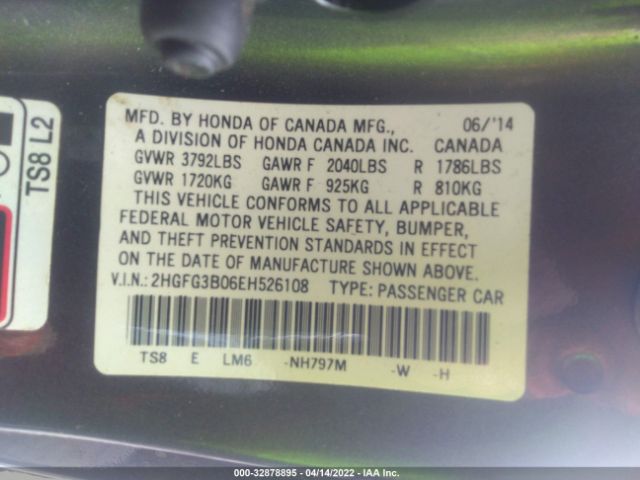 MFD. BY HONDA OF CANADA MFG., 06/'14
A DIVISION OF HONDA CANADA INC. CANADA
GVWR 3792LBS GAWR F 2040LBS R 1786LBS
GVWR 1720KG GAWR F 925KG R 810KG
THIS VEHICLE CONFORMS TO ALL APPLICABLE
FEDERAL MOTOR VEHICLE SAFETY, BUMPER,
AND THEFT PREVENTION STANDARDS IN EFFECT
ON THE DATE OF MANUFACTURE SHOWN ABOVE.
V.I.N.: 2HGFG3B06EH526108 TYPE: PASSENGER CAR
TS8 E LM6 -NH797M -W -H
TS8 L2
000-32878895 - 04/14/2022 - IAA Inc.